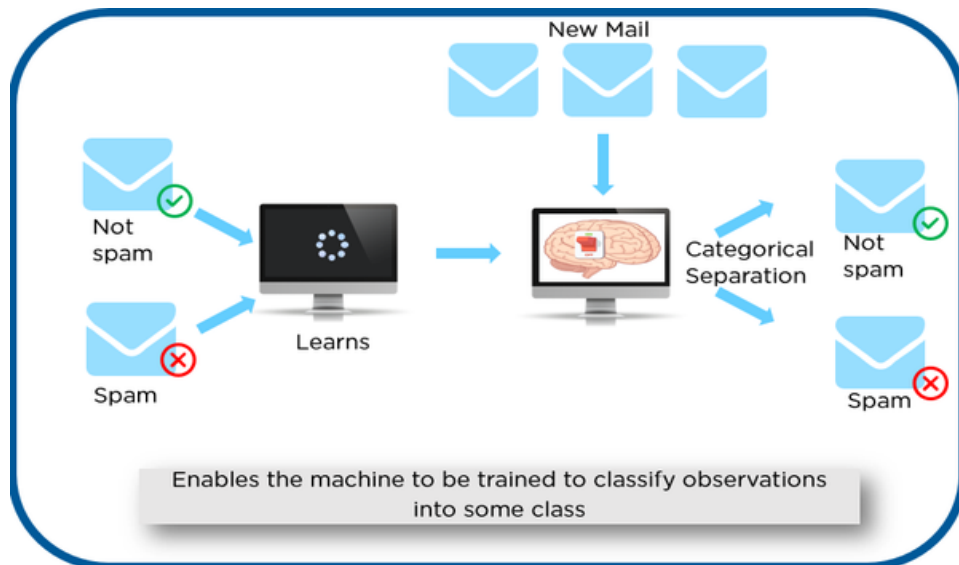 New Mail
Not
spam
Spam
Learns
Categorical
Separation
Not
spam
Spam
Enables the machine to be trained to classify observations
into some class